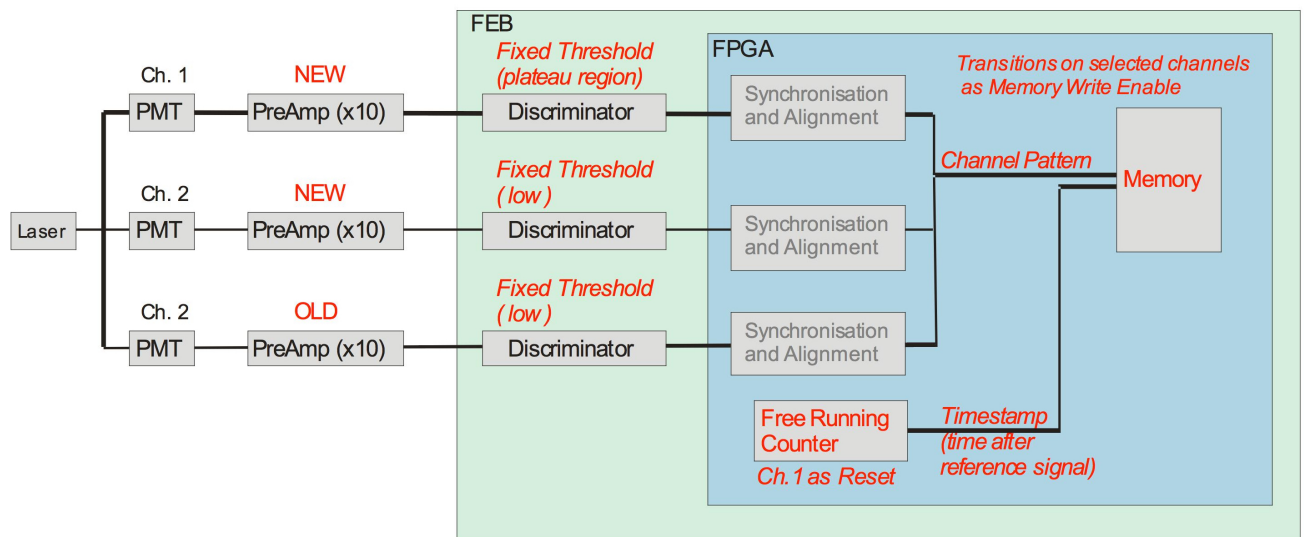 FEB
FPGA
Fixed Threshold
(plateau region)
Transitions on selected channels
as Memory Write Enable
Ch. 1
NEW
PMT
PreAmp (x10)
Discriminator
Synchronisation
and Alignment
Channel Pattern
Memory
Ch. 2
NEW
Fixed Threshold
( low )
Laser
PMT
PreAmp (x10)
Discriminator
Synchronisation
and Alignment
Ch. 2
OLD
Fixed Threshold
( low )
PMT
PreAmp (x10)
Discriminator
Synchronisation
and Alignment
Free Running
Counter
Ch.1 as Reset
Timestamp
(time after
reference signal)